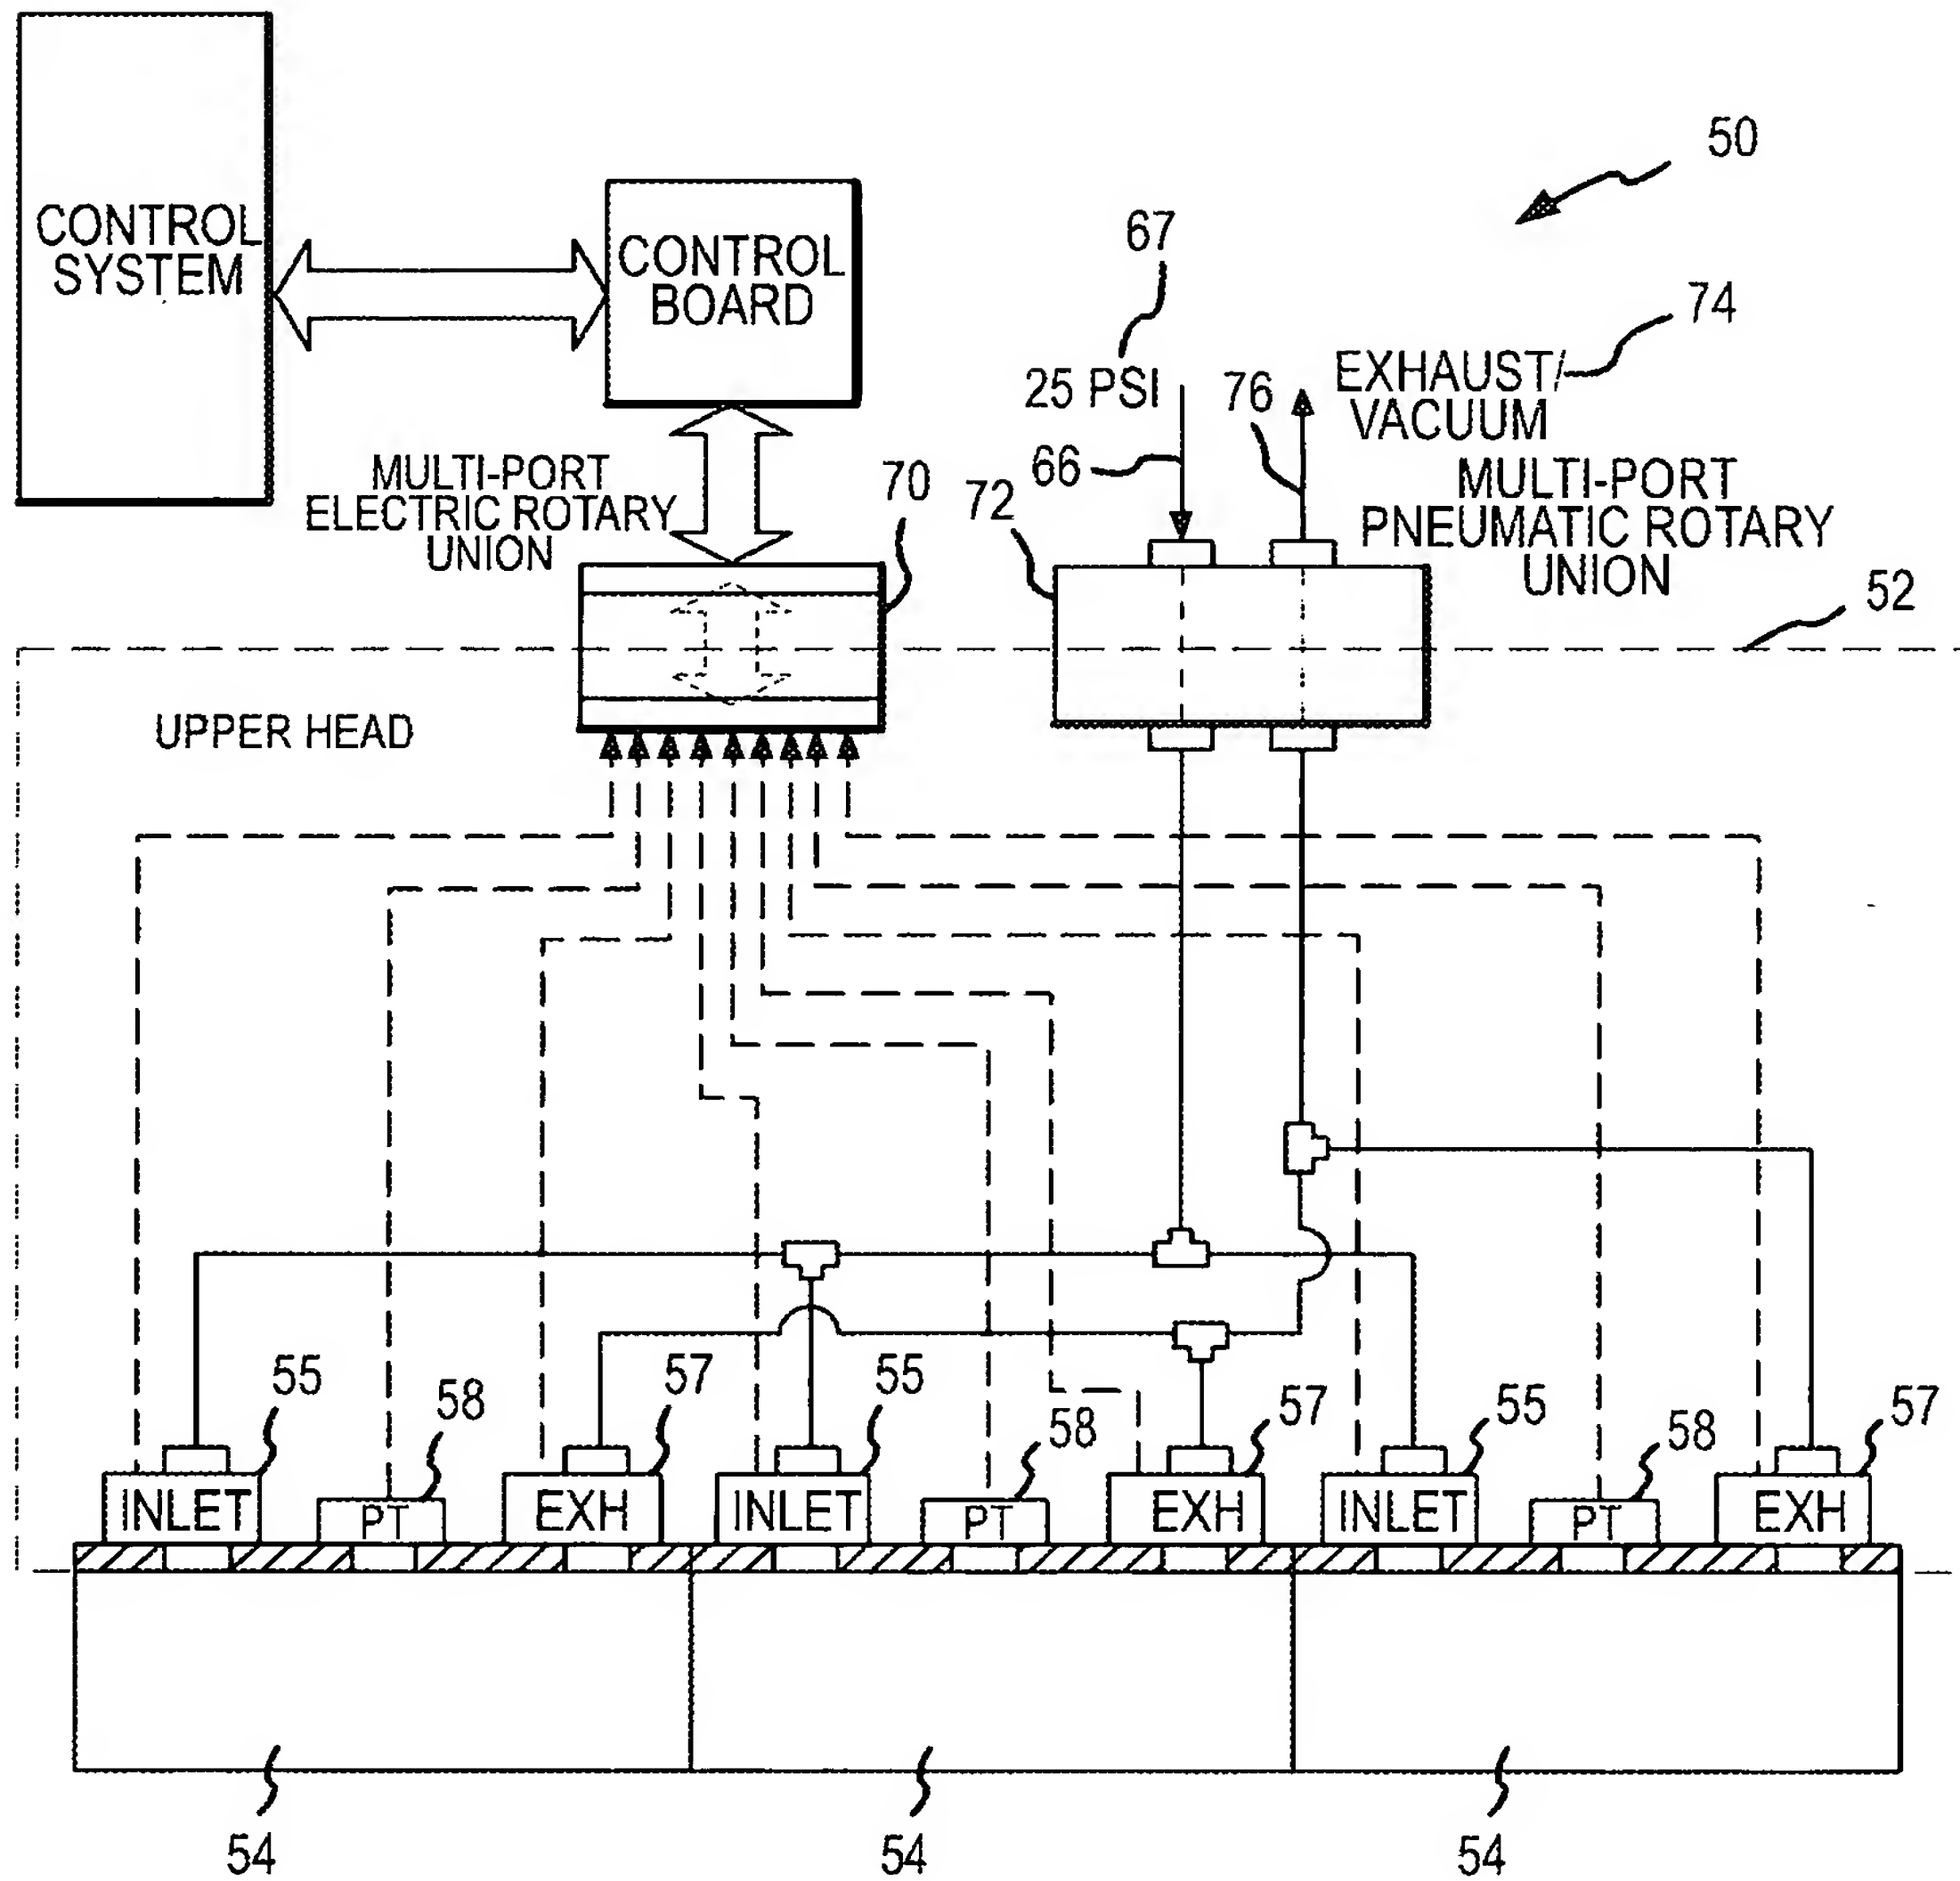 50
CONTROL
SYSTEM
CONTROL
BOARD
67
74
25 PSI
76
EXHAUST/
VACUUM
66
MULTI-PORT
ELECTRIC ROTARY
UNION
70
72
MULTI-PORT
PNEUMATIC ROTARY
UNION
52
UPPER HEAD
55
58
57
55
58
57
55
58
57
INLET
PT
EXH
INLET
PT
EXH
INLET
PT
EXH
54
54
54